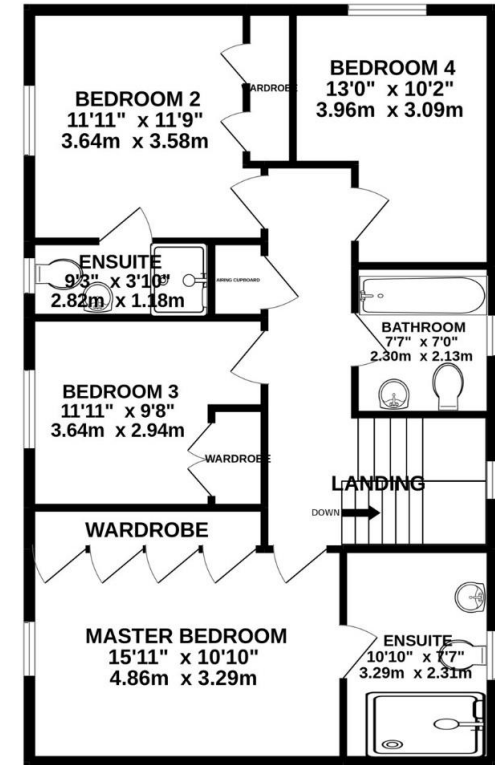 BEDROOM 2
11'11" x 11'9"
3.64m x 3.58m
WARDROBE
BEDROOM 4
13'0" x 10'2"
3.96m x 3.09m
ENSUITE
9'3" x 3'10"
2.82m x 1.18m
AIRING CUPBOARD
BATHROOM
7'7" x 7'0"
2.30m x 2.13m
BEDROOM 3
11'11" x 9'8"
3.64m x 2.94m
WARDROBE
LANDING
DOWN
WARDROBE
MASTER BEDROOM
15'11" x 10'10"
4.86m x 3.29m
ENSUITE
10'10" x 7'7"
3.29m x 2.31m